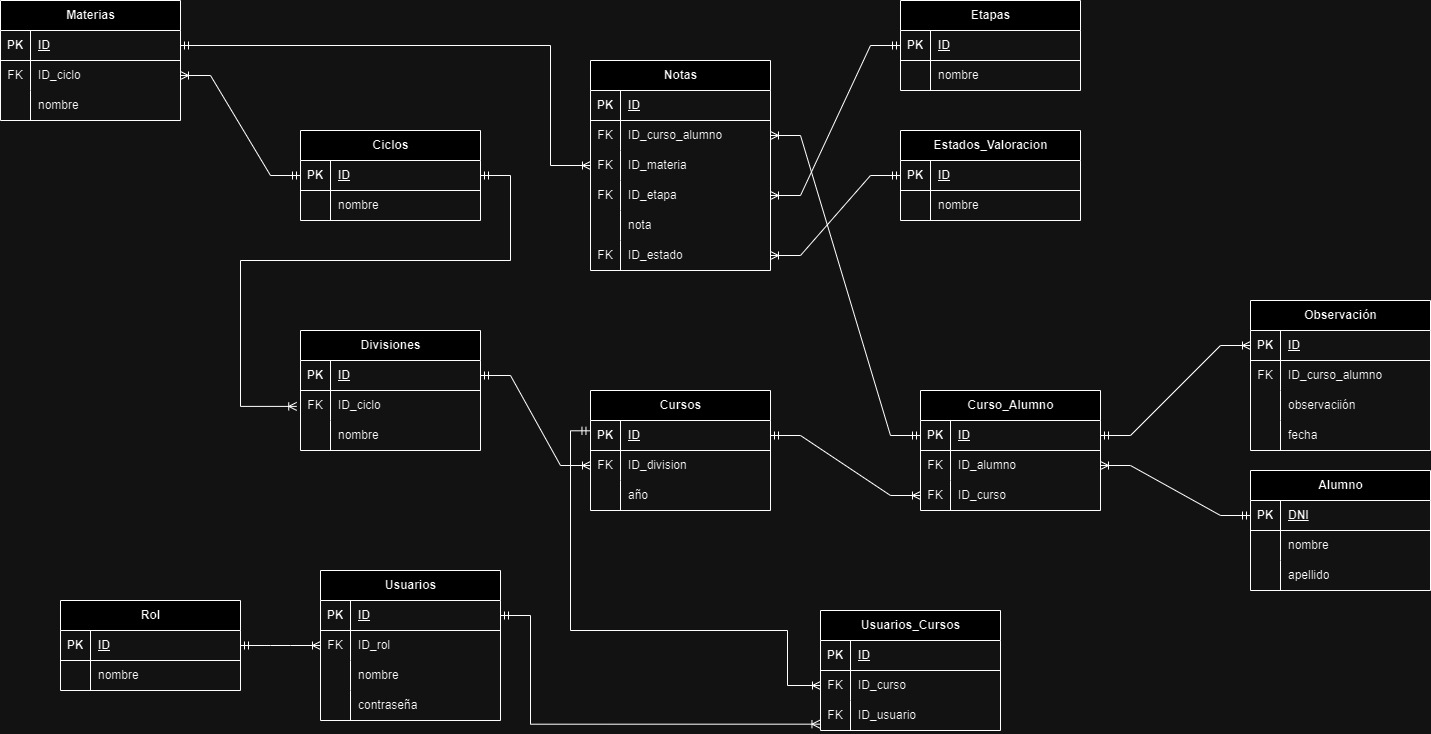 Materias
PK ID
FK ID_ciclo
nombre
Ciclos
PK ID
nombre
Notas
PK ID
FK ID_curso_alumno
FK ID_materia
FK ID_etapa
nota
FK ID_estado
Etapas
PK ID
nombre
Estados_Valoracion
PK ID
nombre
Divisiones
PK ID
FK ID_ciclo
nombre
Cursos
PK ID
FK ID_division
año
Curso_Alumno
PK ID
FK ID_alumno
FK ID_curso
Observación
PK ID
FK ID_curso_alumno
observaciión
fecha
Alumno
PK DNI
nombre
apellido
Rol
PK ID
nombre
Usuarios
PK ID
FK ID_rol
nombre
contraseña
Usuarios_Cursos
PK ID
FK ID_curso
FK ID_usuario